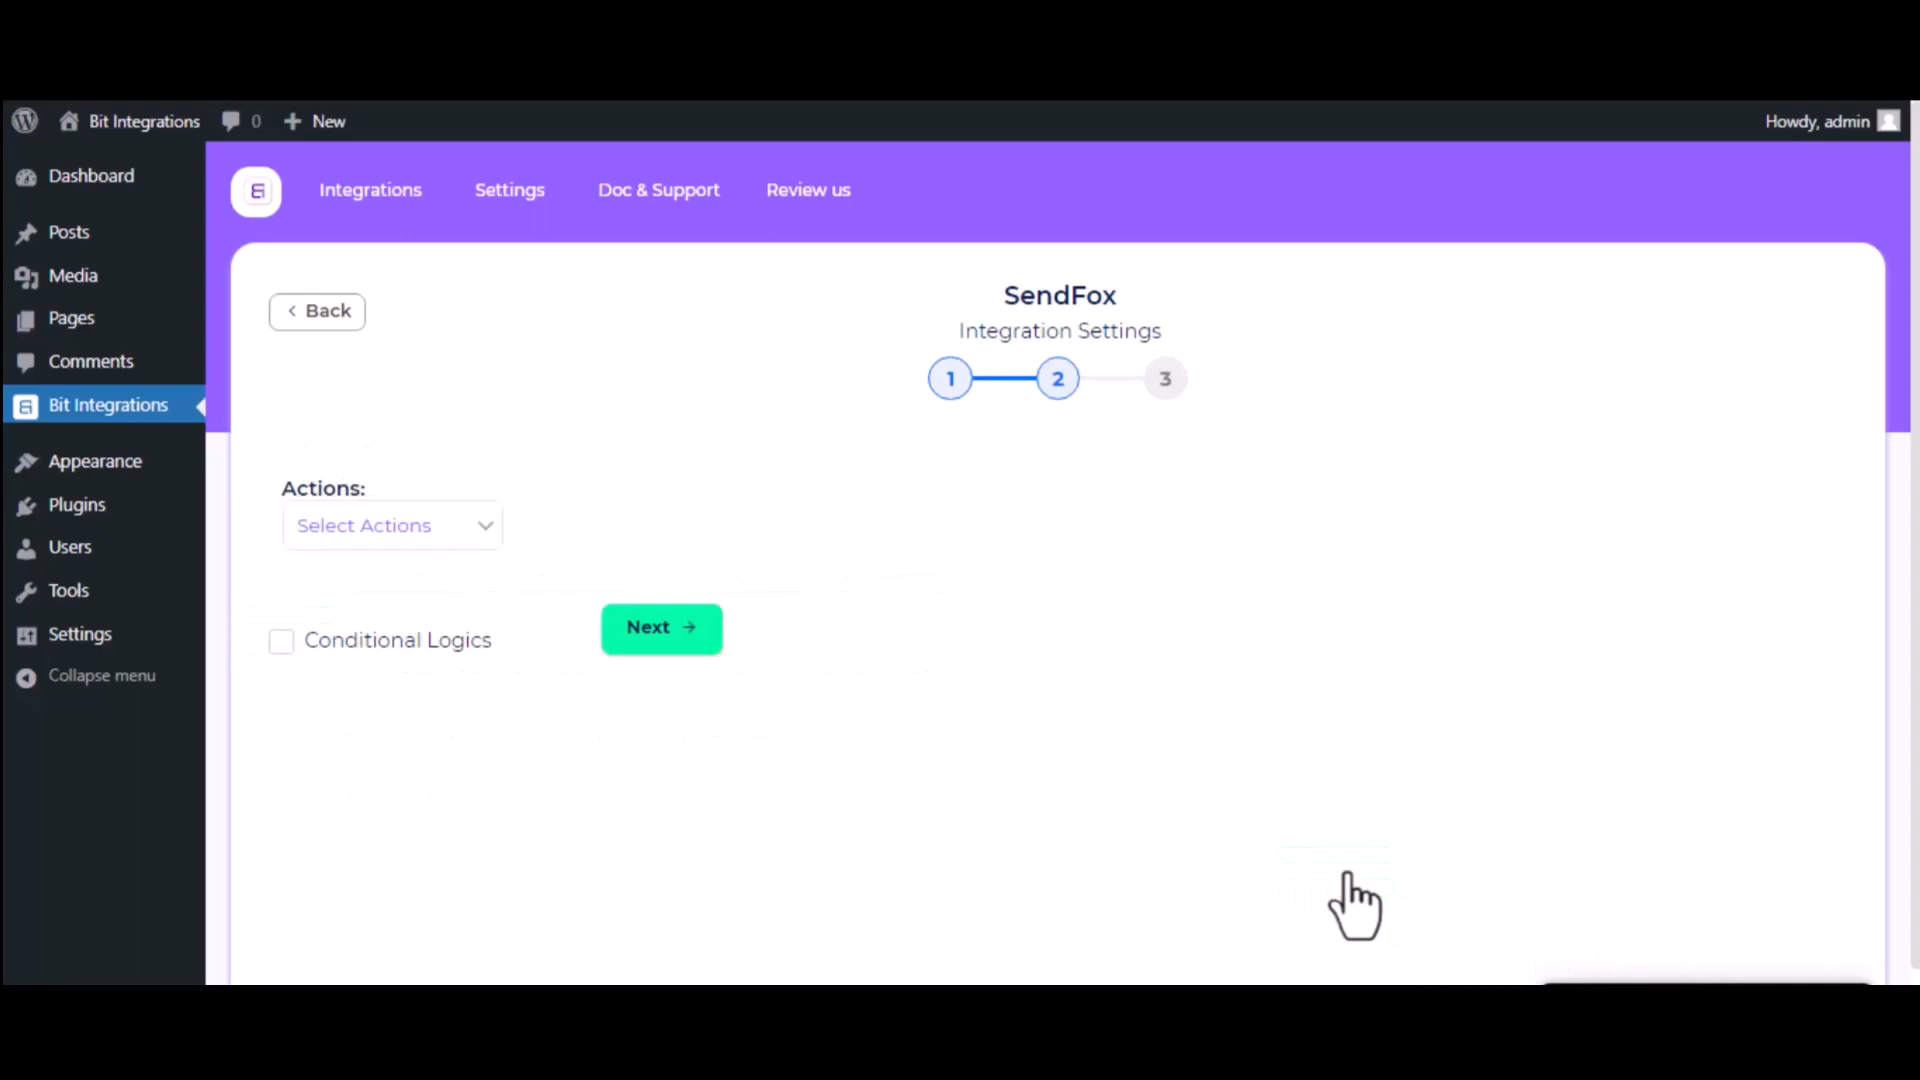 Bit Integrations 0 New Howdy, admin
Dashboard
Posts
Media
Pages
Comments
Bit Integrations
Appearance
Plugins
Users
Tools
Settings
Collapse menu
Integrations Settings Doc & Support Review us
Back
SendFox
Integration Settings
1 2 3
Actions:
Select Actions
Conditional Logics
Next